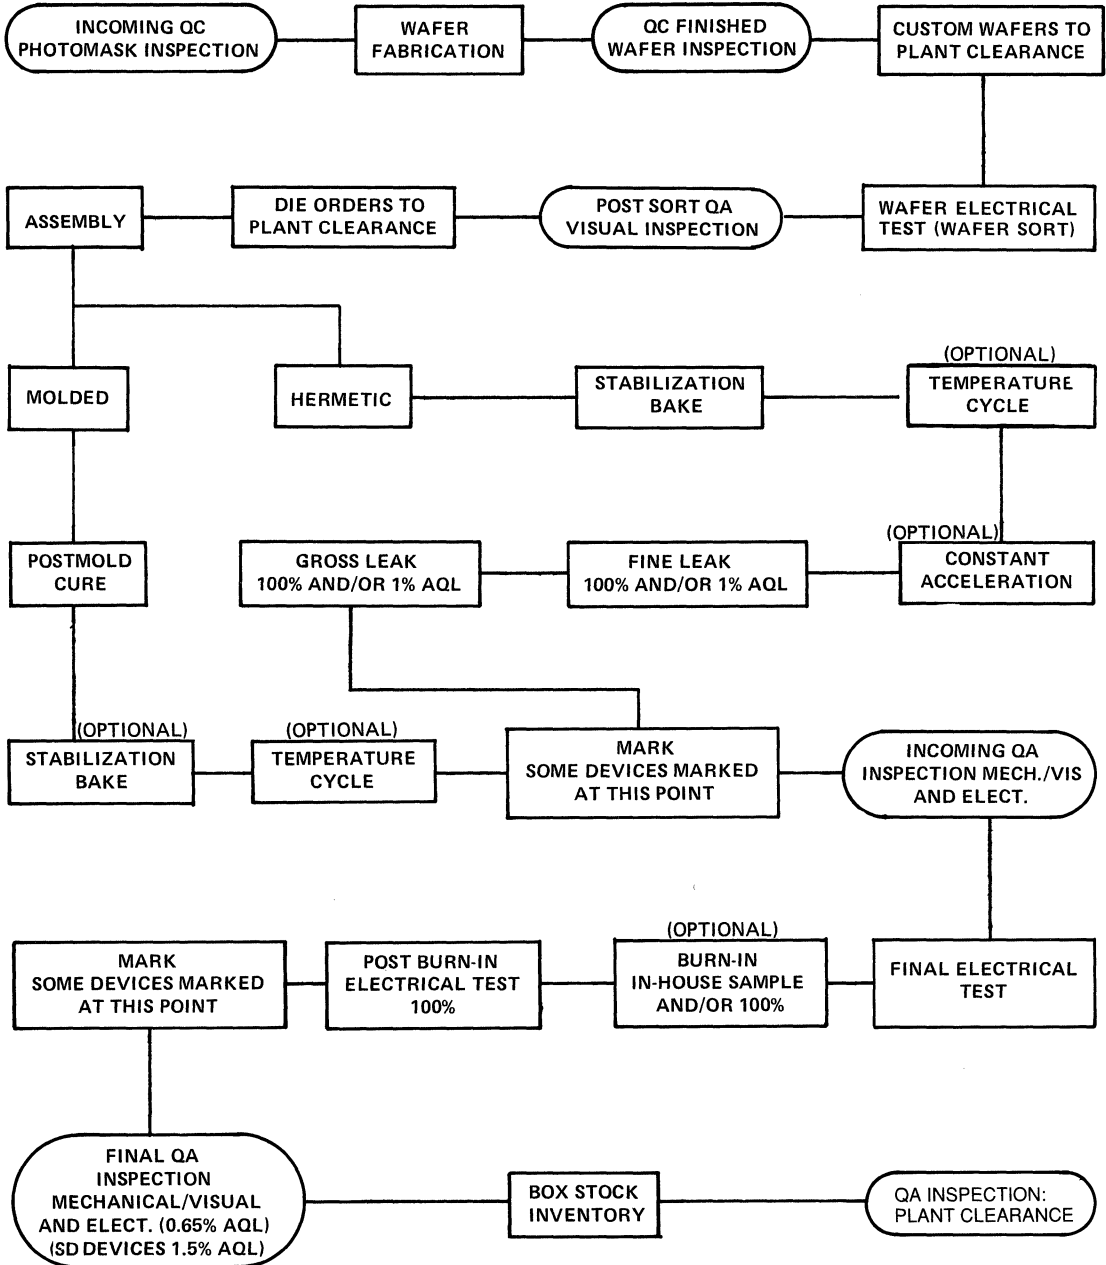 INCOMING QC
PHOTOMASK INSPECTION
WAFER
FABRICATION
QC FINISHED
WAFER INSPECTION
CUSTOM WAFERS TO
PLANT CLEARANCE
ASSEMBLY
DIE ORDERS TO
PLANT CLEARANCE
POST SORT QA
VISUAL INSPECTION
WAFER ELECTRICAL
TEST (WAFER SORT)
MOLDED
HERMETIC
STABILIZATION
BAKE
(OPTIONAL)
TEMPERATURE
CYCLE
POSTMOLD
CURE
GROSS LEAK
100% AND/OR 1% AQL
FINE LEAK
100% AND/OR 1% AQL
(OPTIONAL)
CONSTANT
ACCELERATION
(OPTIONAL)
STABILIZATION
BAKE
(OPTIONAL)
TEMPERATURE
CYCLE
MARK
SOME DEVICES MARKED
AT THIS POINT
INCOMING QA
INSPECTION MECH./VIS
AND ELECT.
MARK
SOME DEVICES MARKED
AT THIS POINT
POST BURN-IN
ELECTRICAL TEST
100%
(OPTIONAL)
BURN-IN
IN-HOUSE SAMPLE
AND/OR 100%
FINAL ELECTRICAL
TEST
FINAL QA
INSPECTION
MECHANICAL/VISUAL
AND ELECT. (0.65% AQL)
(SD DEVICES 1.5% AQL)
BOX STOCK
INVENTORY
QA INSPECTION:
PLANT CLEARANCE